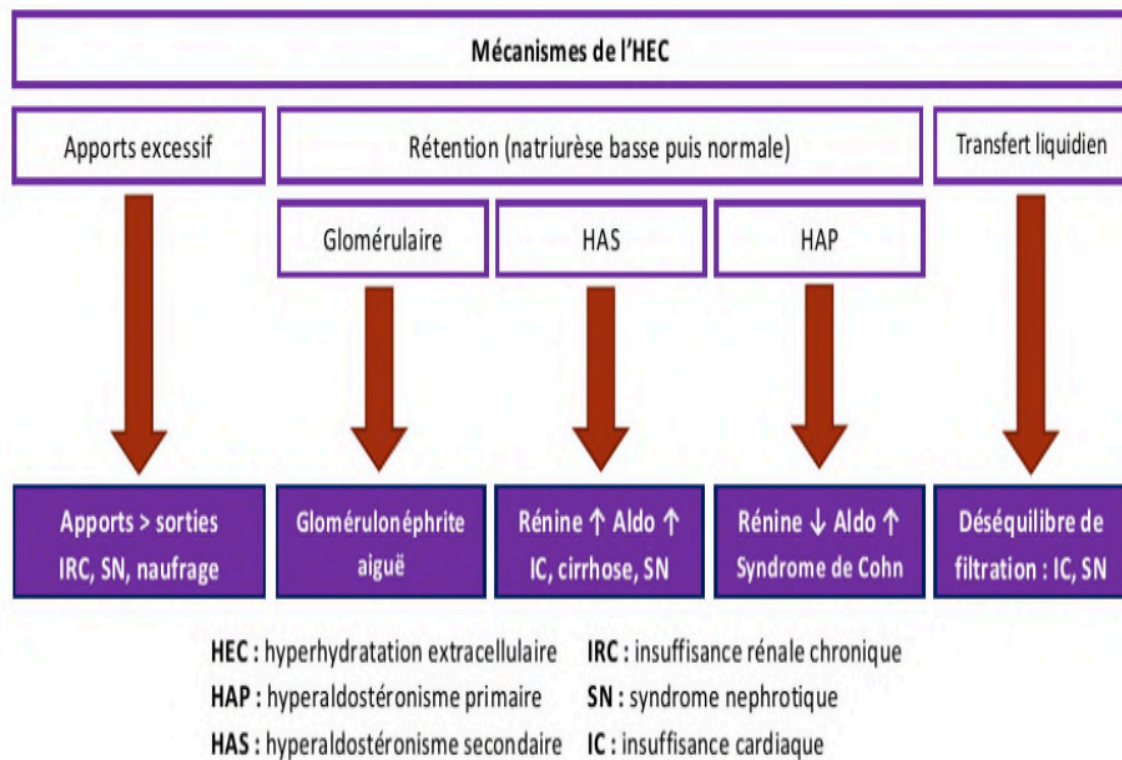 Mécanismes de l'HEC
Apports excessif
Rétention (natriurèse basse puis normale)
Transfert liquidien
Glomérulaire
HAS
HAP
Apports > sorties
IRC, SN, naufrage
Glomérulonéphrite
aiguë
Rénine ↑ Aldo ↑
IC, cirrhose, SN
Rénine ↓ Aldo ↑
Syndrome de Cohn
Déséquilibre de
filtration : IC, SN
HEC : hyperhydratation extracellulaire
HAP : hyperaldostéronisme primaire
HAS : hyperaldostéronisme secondaire
IRC : insuffisance rénale chronique
SN : syndrome nephrotique
IC : insuffisance cardiaque